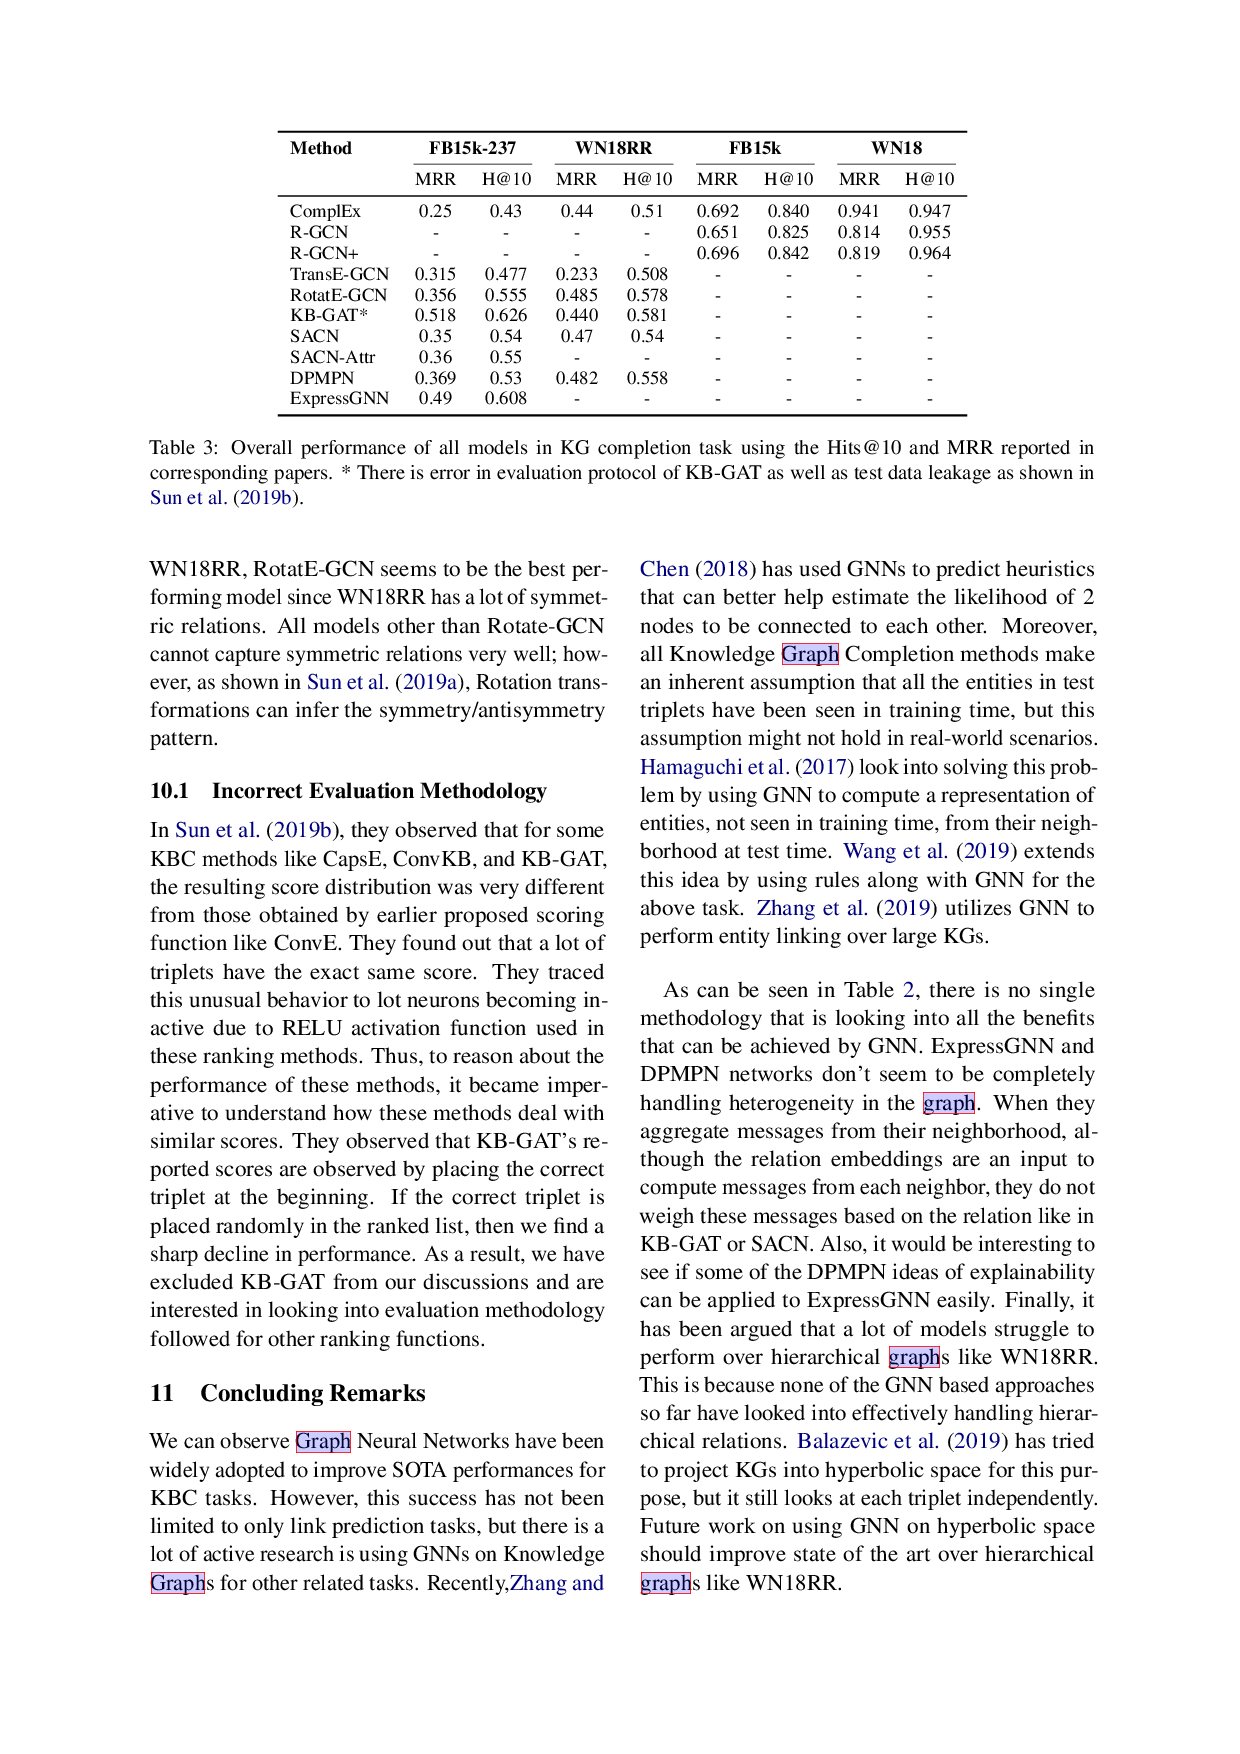 Method FB15k-237 WN18RR FB15k WN18
MRR H@10 MRR H@10 MRR H@10 MRR H@10
ComplEx 0.25 0.43 0.44 0.51 0.692 0.840 0.941 0.947
R-GCN - - - - 0.651 0.825 0.814 0.955
R-GCN+ - - - - 0.696 0.842 0.819 0.964
TransE-GCN 0.315 0.477 0.233 0.508 - - - -
RotatE-GCN 0.356 0.555 0.485 0.578 - - - -
KB-GAT* 0.518 0.626 0.440 0.581 - - - -
SACN 0.35 0.54 0.47 0.54 - - - -
SACN-Attr 0.36 0.55 - - - - - -
DPMPN 0.369 0.53 0.482 0.558 - - - -
ExpressGNN 0.49 0.608 - - - - - -
Table 3: Overall performance of all models in KG completion task using the Hits@10 and MRR reported in
corresponding papers. * There is error in evaluation protocol of KB-GAT as well as test data leakage as shown in
Sun et al. (2019b).
WN18RR, RotatE-GCN seems to be the best per-
forming model since WN18RR has a lot of symmet-
ric relations. All models other than Rotate-GCN
cannot capture symmetric relations very well; how-
ever, as shown in Sun et al. (2019a), Rotation trans-
formations can infer the symmetry/antisymmetry
pattern.
10.1 Incorrect Evaluation Methodology
In Sun et al. (2019b), they observed that for some
KBC methods like CapsE, ConvKB, and KB-GAT,
the resulting score distribution was very different
from those obtained by earlier proposed scoring
function like ConvE. They found out that a lot of
triplets have the exact same score. They traced
this unusual behavior to lot neurons becoming in-
active due to RELU activation function used in
these ranking methods. Thus, to reason about the
performance of these methods, it became imper-
ative to understand how these methods deal with
similar scores. They observed that KB-GAT's re-
ported scores are observed by placing the correct
triplet at the beginning. If the correct triplet is
placed randomly in the ranked list, then we find a
sharp decline in performance. As a result, we have
excluded KB-GAT from our discussions and are
interested in looking into evaluation methodology
followed for other ranking functions.
11 Concluding Remarks
We can observe Graph Neural Networks have been
widely adopted to improve SOTA performances for
KBC tasks. However, this success has not been
limited to only link prediction tasks, but there is a
lot of active research is using GNNs on Knowledge
Graphs for other related tasks. Recently,Zhang and
Chen (2018) has used GNNs to predict heuristics
that can better help estimate the likelihood of 2
nodes to be connected to each other. Moreover,
all Knowledge Graph Completion methods make
an inherent assumption that all the entities in test
triplets have been seen in training time, but this
assumption might not hold in real-world scenarios.
Hamaguchi et al. (2017) look into solving this prob-
lem by using GNN to compute a representation of
entities, not seen in training time, from their neigh-
borhood at test time. Wang et al. (2019) extends
this idea by using rules along with GNN for the
above task. Zhang et al. (2019) utilizes GNN to
perform entity linking over large KGs.
As can be seen in Table 2, there is no single
methodology that is looking into all the benefits
that can be achieved by GNN. ExpressGNN and
DPMPN networks don't seem to be completely
handling heterogeneity in the graph. When they
aggregate messages from their neighborhood, al-
though the relation embeddings are an input to
compute messages from each neighbor, they do not
weigh these messages based on the relation like in
KB-GAT or SACN. Also, it would be interesting to
see if some of the DPMPN ideas of explainability
can be applied to ExpressGNN easily. Finally, it
has been argued that a lot of models struggle to
perform over hierarchical graphs like WN18RR.
This is because none of the GNN based approaches
so far have looked into effectively handling hierar-
chical relations. Balazevic et al. (2019) has tried
to project KGs into hyperbolic space for this pur-
pose, but it still looks at each triplet independently.
Future work on using GNN on hyperbolic space
should improve state of the art over hierarchical
graphs like WN18RR.